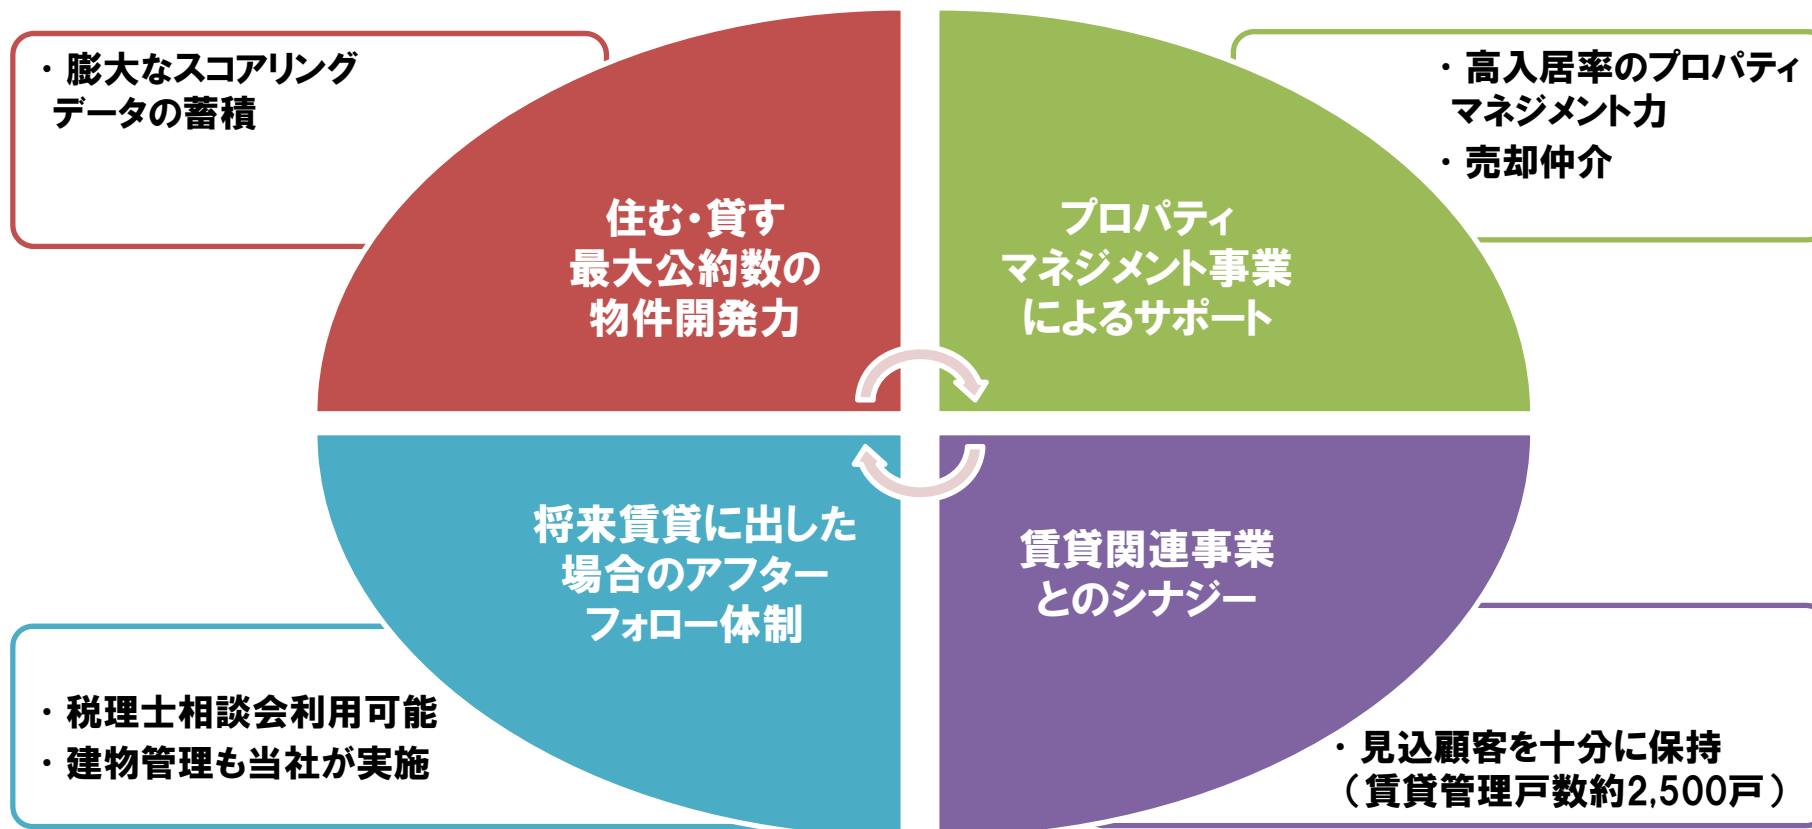 ・膨大なスコアリング
データの蓄積
・高入居率のプロパティ
マネジメント力
・売却仲介
住む・貸す
最大公約数の
物件開発力
プロパティ
マネジメント事業
によるサポート
将来賃貸に出した
場合のアフター
フォロー体制
賃貸関連事業
とのシナジー
・税理士相談会利用可能
・建物管理も当社が実施
・見込顧客を十分に保持
（賃貸管理戸数約2,500戸）